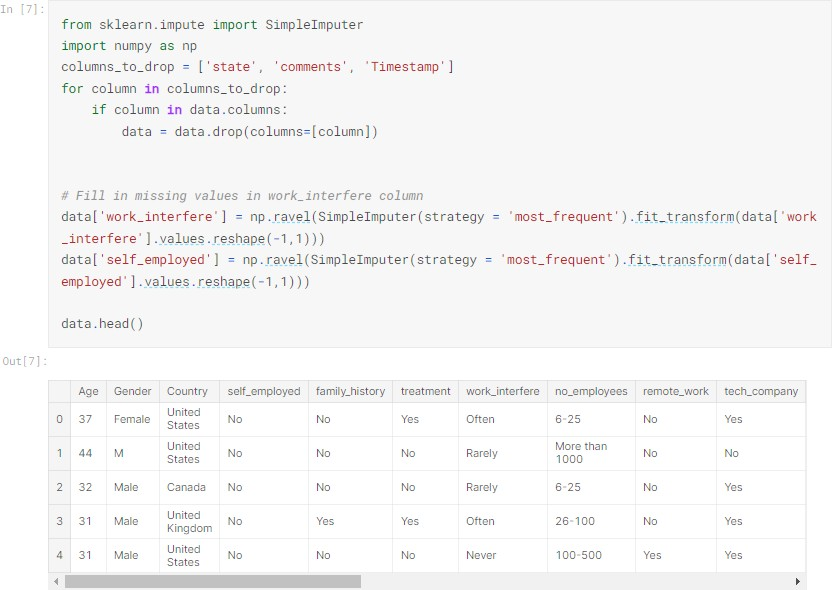 In [7]:
from sklearn.impute import SimpleImputer
import numpy as np
columns_to_drop = ['state', 'comments', 'Timestamp']
for column in columns_to_drop:
    if column in data.columns:
        data = data.drop(columns=[column])
# Fill in missing values in work_interfere column
data['work_interfere'] = np.ravel(SimpleImputer(strategy = 'most_frequent').fit_transform(data['work
_interfere'].values.reshape(-1,1)))
data['self_employed'] = np.ravel(SimpleImputer(strategy = 'most_frequent').fit_transform(data['self_
employed'].values.reshape(-1,1)))
data.head()
Out[7]:
Age Gender Country self_employed family_history treatment work_interfere no_employees remote_work tech_company
0 37 Female United States No No Yes Often 6-25 No Yes
1 44 M United States No No No Rarely More than 1000 No No
2 32 Male Canada No No No Rarely 6-25 No Yes
3 31 Male United Kingdom No Yes Yes Often 26-100 No Yes
4 31 Male United States No No No Never 100-500 Yes Yes